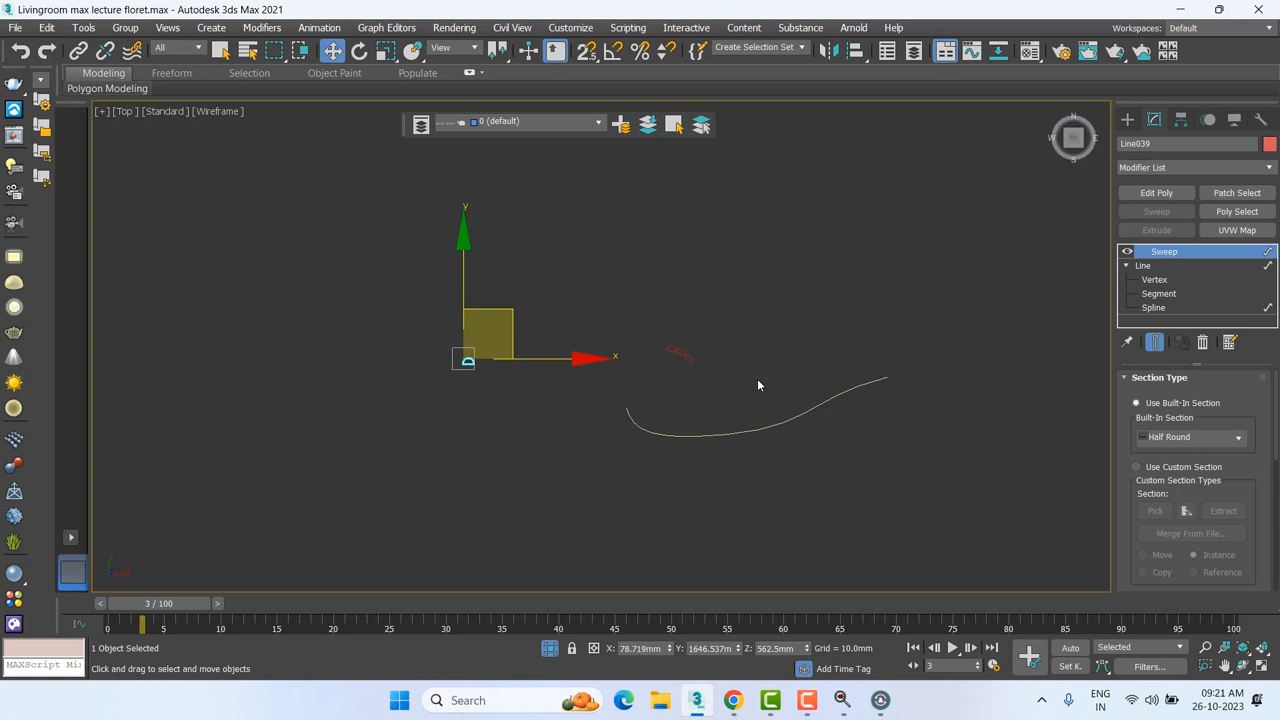 Livingroom max lecture floret.max - Autodesk 3ds Max 2021
File Edit Tools Group Views Create Modifiers Animation Graph Editors Rendering Civil View Customize Scripting Interactive Content Substance Arnold Help Workspaces: Default
All View Create Selection Set
Modeling Freeform Selection Object Paint Populate
Polygon Modeling
[+] [Top ] [Standard ] [Wireframe ]
0 (default)
N
W TOP E
S
Line039
Modifier List
Edit Poly Patch Select
Sweep Poly Select
Extrude UVW Map
Sweep
Line
Vertex
Segment
Spline
y
x
Section Type
Use Built-In Section
Built-In Section
Half Round
Use Custom Section
Custom Section Types
Section:
Pick Extract
Merge From File...
Move Instance
Copy Reference
y
3 / 100
0 5 10 15 20 25 30 35 40 45 50 55 60 65 70 75 80 85 90 95 100
1 Object Selected X: 78.719mm Y: 1646.537m Z: 562.5mm Grid = 10.0mm Auto Selected
MAXScript Mi Click and drag to select and move objects Add Time Tag 3 Set K. Filters...
Search ENG 09:21 AM
IN 26-10-2023